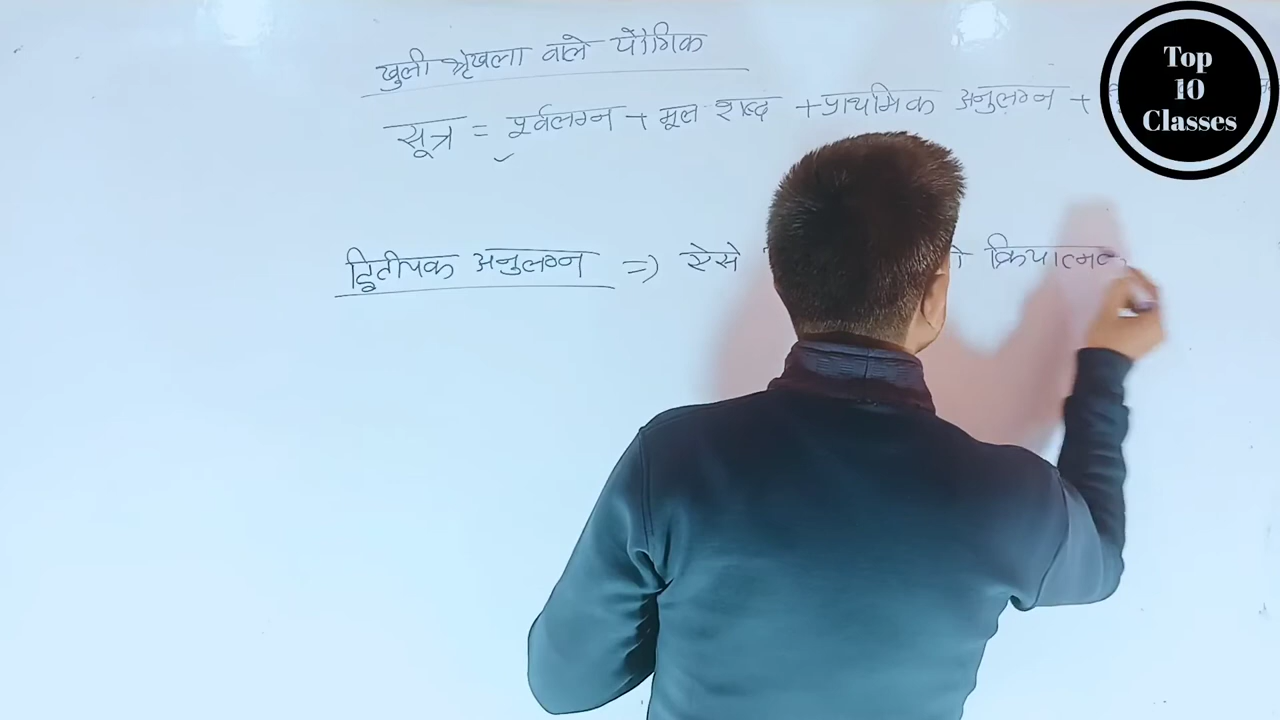 खुली श्रृंखला वाले यौगिक
सूत्र = पूर्वलग्न + मूल शब्द + प्राथमिक अनुलग्न +
द्वितीयक अनुलग्न => ऐसे क्रियात्मक
Top
10
Classes